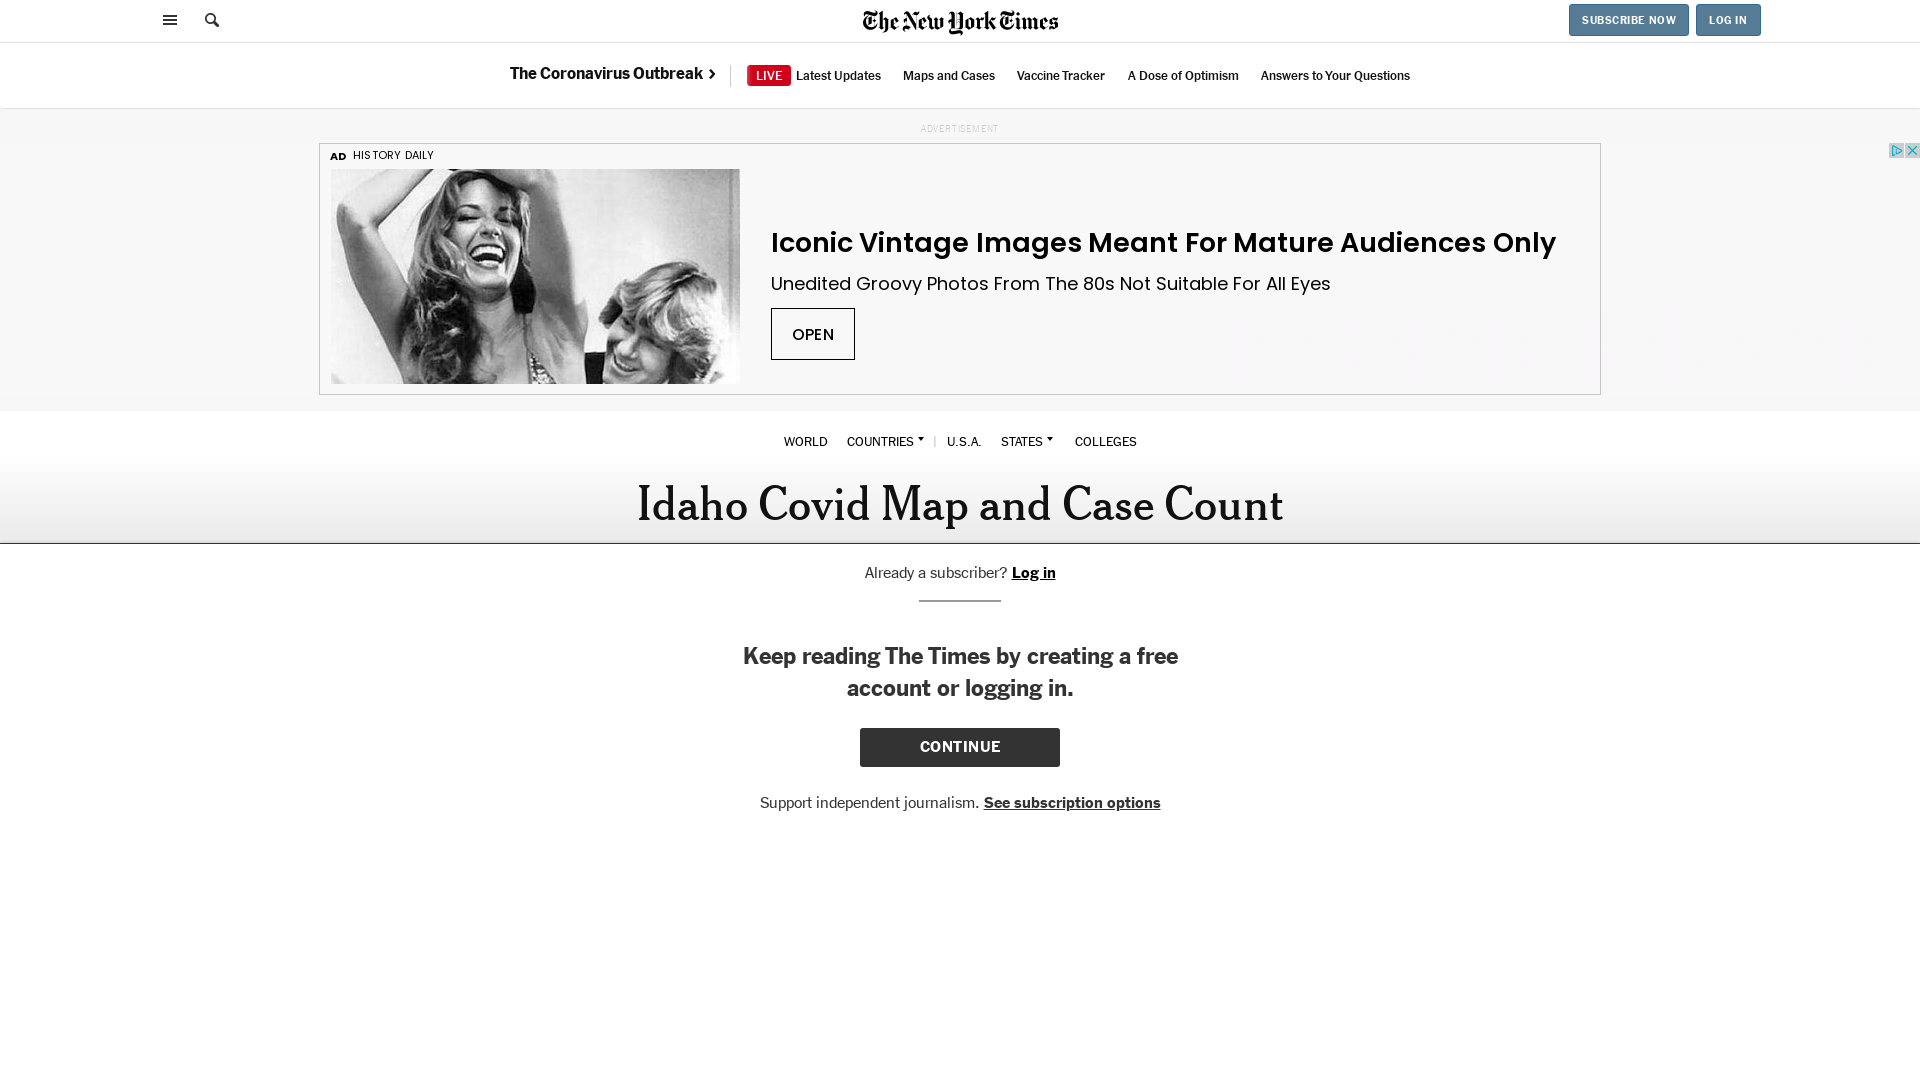 The New York Times
SUBSCRIBE NOW
LOG IN
The Coronavirus Outbreak ›
LIVE Latest Updates
Maps and Cases
Vaccine Tracker
A Dose of Optimism
Answers to Your Questions
ADVERTISEMENT
AD HISTORY DAILY
Iconic Vintage Images Meant For Mature Audiences Only
Unedited Groovy Photos From The 80s Not Suitable For All Eyes
OPEN
WORLD COUNTRIES | U.S.A. STATES COLLEGES
Idaho Covid Map and Case Count
Already a subscriber? Log in
Keep reading The Times by creating a free
account or logging in.
CONTINUE
Support independent journalism. See subscription options